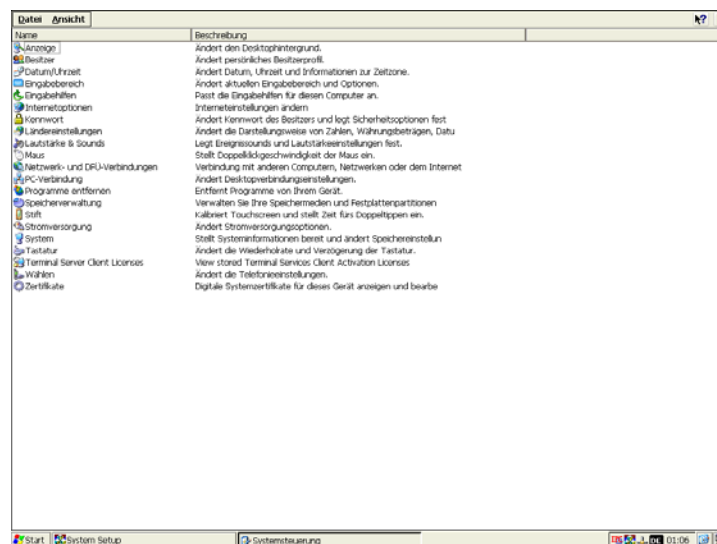 Datei Ansicht
Name Beschreibung
Anzeige Ändert den Desktophintergrund.
Besitzer Ändert persönliches Besitzerprofil.
Datum/Uhrzeit Ändert Datum, Uhrzeit und Informationen zur Zeitzone.
Eingabebereich Ändert aktuellen Eingabebereich und Optionen.
Eingabehilfen Passt die Eingabehilfen für diesen Computer an.
Internetoptionen Interneteinstellungen ändern
Kennwort Ändert Kennwort des Besitzers und legt Sicherheitsoptionen fest
Ländereinstellungen Ändert die Darstellungsweise von Zahlen, Währungsbeträgen, Datu
Lautstärke & Sounds Legt Ereignissounds und Lautstärkeeinstellungen fest.
Maus Stellt Doppelklickgeschwindigkeit der Maus ein.
Netzwerk- und DFÜ-Verbindungen Verbindung mit anderen Computern, Netzwerken oder dem Internet
PC-Verbindung Ändert Desktopverbindungseinstellungen.
Programme entfernen Entfernt Programme von Ihrem Gerät.
Speicherverwaltung Verwalten Sie Ihre Speichermedien und Festplattenpartitionen
Stift Kalibriert Touchscreen und stellt Zeit fürs Doppeltippen ein.
Stromversorgung Ändert Stromversorgungsoptionen.
System Stellt Systeminformationen bereit und ändert Speichereinstellun
Tastatur Ändert die Wiederholrate und Verzögerung der Tastatur.
Terminal Server Client Licenses View stored Terminal Services Client Activation Licenses
Wählen Ändert die Telefonieeinstellungen.
Zertifikate Digitale Systemzertifikate für dieses Gerät anzeigen und bearbe
Start System Setup Systemsteuerung DE 01:06